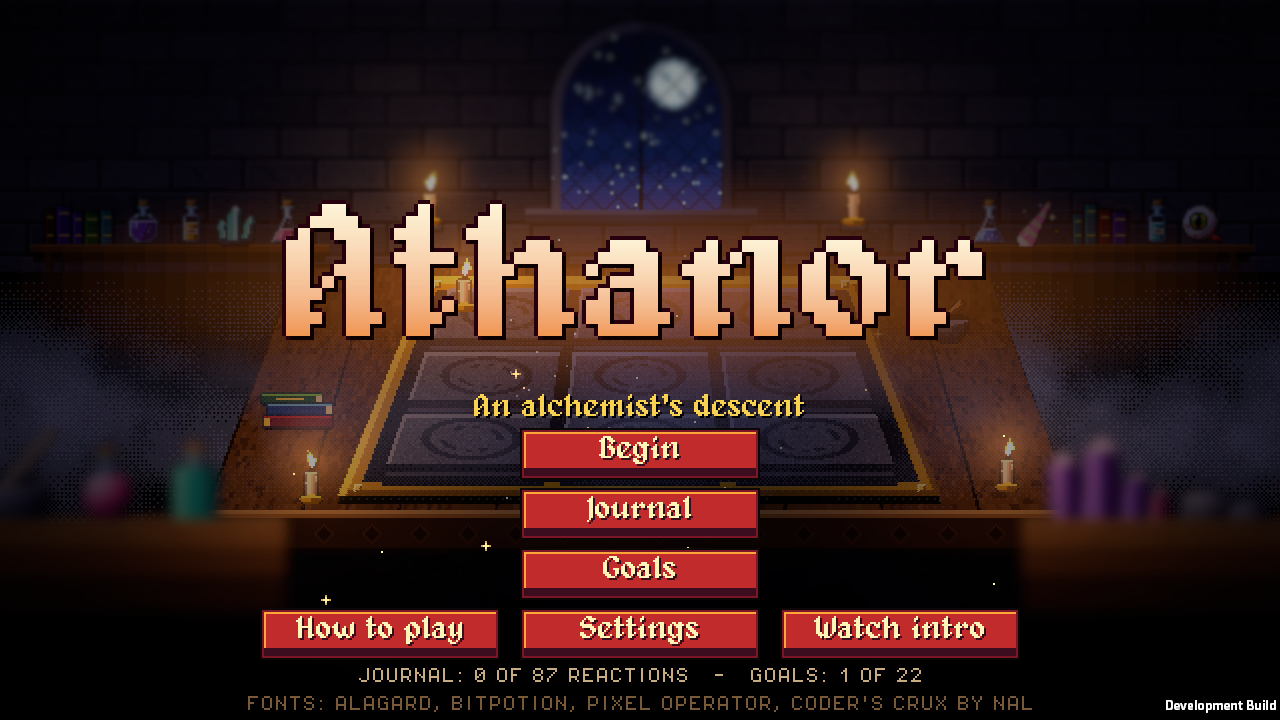 Athanor
An alchemist's descent
Begin
Journal
Goals
How to play
Settings
Watch intro
JOURNAL: 0 OF 87 REACTIONS - GOALS: 1 OF 22
FONTS: ALAGARD, BITPOTION, PIXEL OPERATOR, CODER'S CRUX BY NAL
Development Build